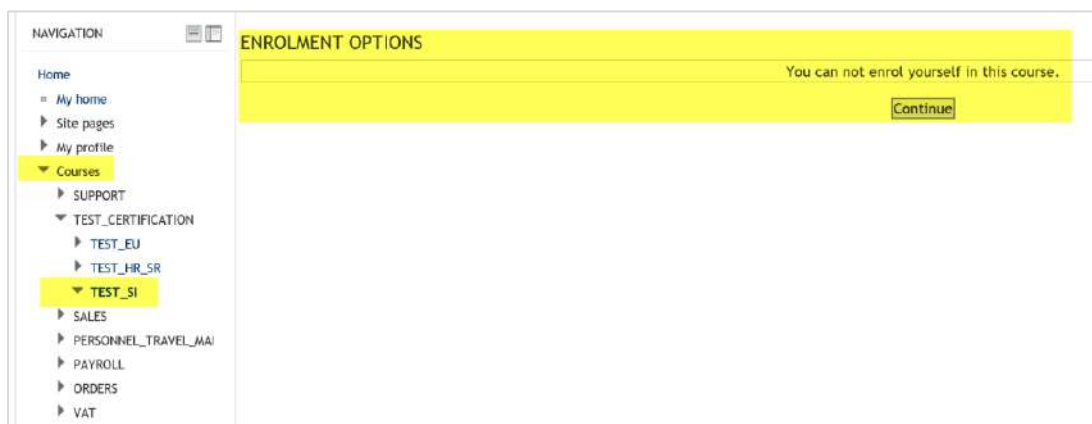 NAVIGATION
Home
My home
Site pages
My profile
Courses
SUPPORT
TEST_CERTIFICATION
TEST_EU
TEST_HR_SR
TEST_SI
SALES
PERSONNEL_TRAVEL_MAI
PAYROLL
ORDERS
VAT
ENROLMENT OPTIONS
You can not enrol yourself in this course.
Continue